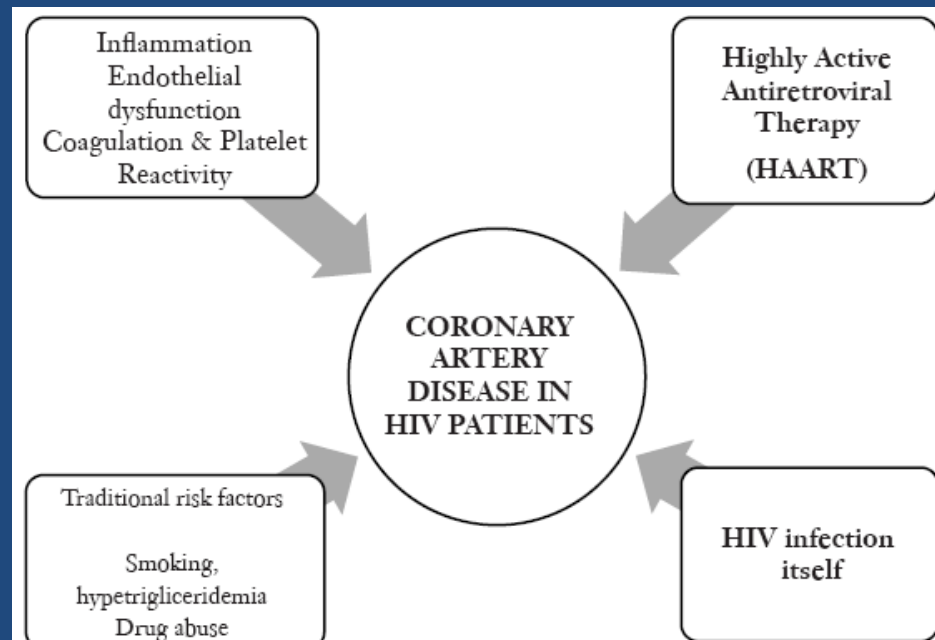 Inflammation
Endothelial
dysfunction
Coagulation & Platelet
Reactivity
Highly Active
Antiretroviral
Therapy
(HAART)
CORONARY
ARTERY
DISEASE IN
HIV PATIENTS
Traditional risk factors
Smoking,
hypetrigliceridemia
Drug abuse
HIV infection
itself